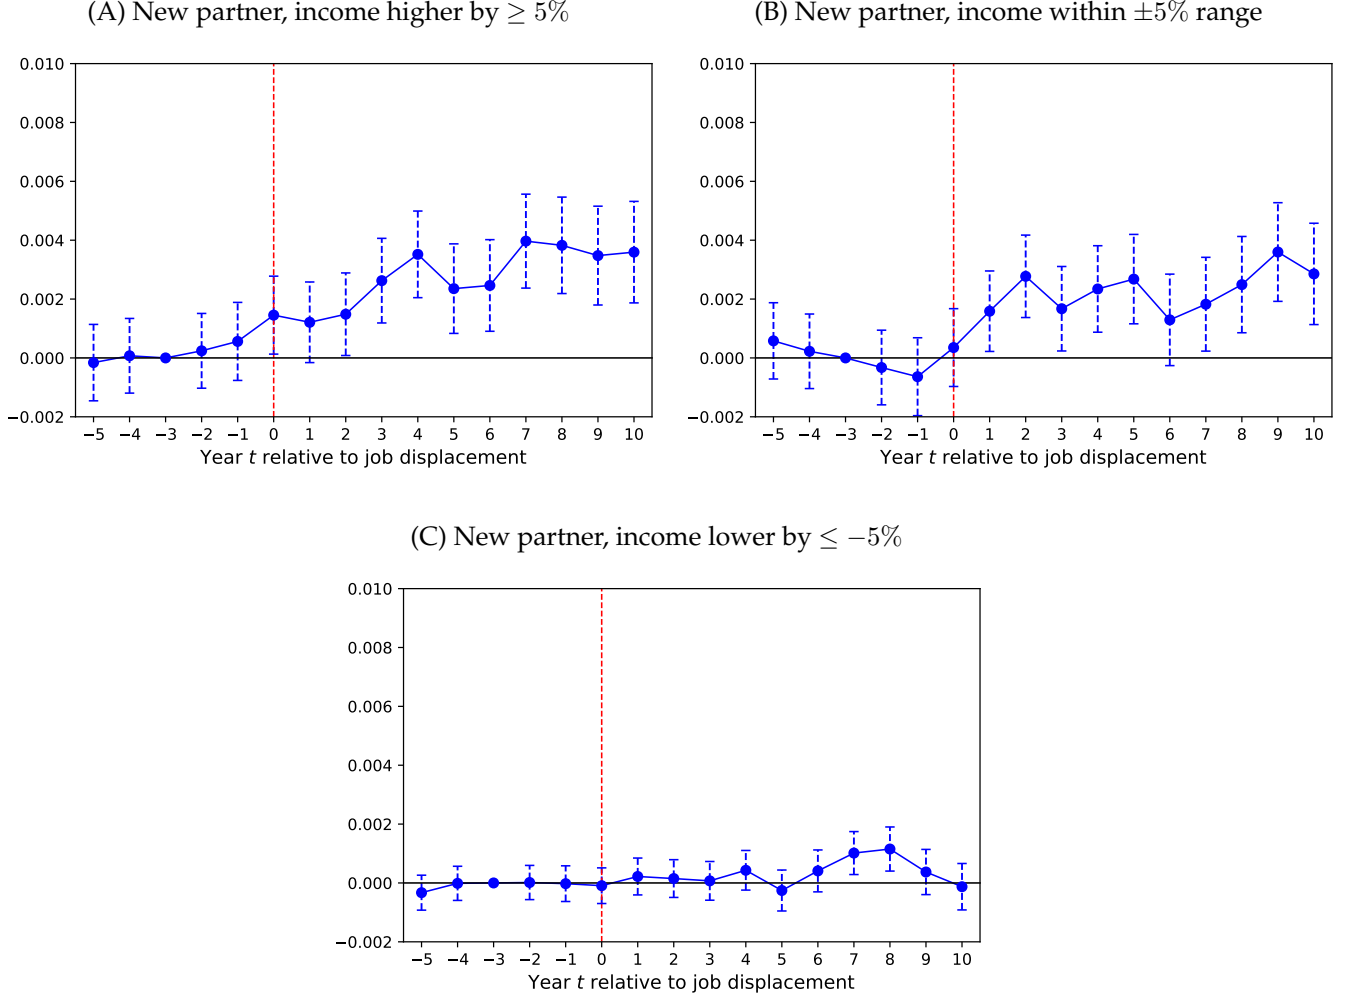 (A) New partner, income higher by ≥ 5%
0.010
0.008
0.006
0.004
0.002
0.000
−0.002
−5 −4 −3 −2 −1 0 1 2 3 4 5 6 7 8 9 10
Year t relative to job displacement
(B) New partner, income within ±5% range
0.010
0.008
0.006
0.004
0.002
0.000
−0.002
−5 −4 −3 −2 −1 0 1 2 3 4 5 6 7 8 9 10
Year t relative to job displacement
(C) New partner, income lower by ≤ −5%
0.010
0.008
0.006
0.004
0.002
0.000
−0.002
−5 −4 −3 −2 −1 0 1 2 3 4 5 6 7 8 9 10
Year t relative to job displacement